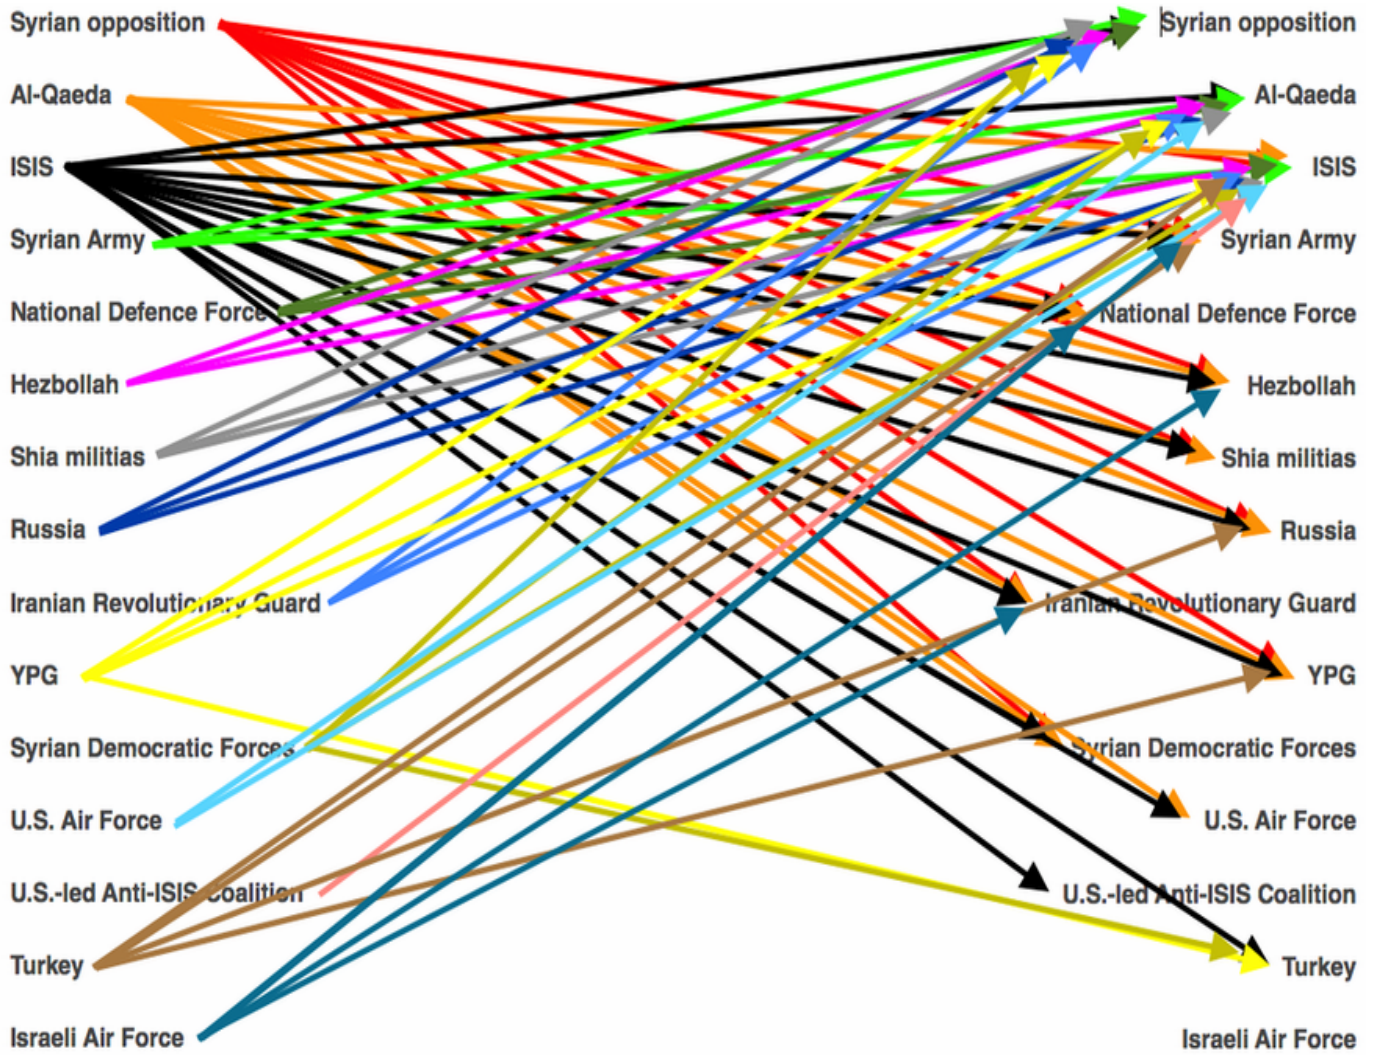 Syrian opposition Syrian opposition
Al-Qaeda Al-Qaeda
ISIS ISIS
Syrian Army Syrian Army
National Defence Force National Defence Force
Hezbollah Hezbollah
Shia militias Shia militias
Russia Russia
Iranian Revolutionary Guard Iranian Revolutionary Guard
YPG YPG
Syrian Democratic Forces Syrian Democratic Forces
U.S. Air Force U.S. Air Force
U.S.-led Anti-ISIS Coalition U.S.-led Anti-ISIS Coalition
Turkey Turkey
Israeli Air Force Israeli Air Force